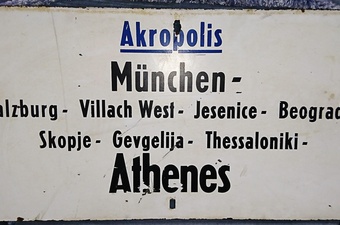 Akropolis
München-
alzburg- Villach West- Jesenice- Beograd
Skopje- Gevgelija- Thessaloniki-
Athenes